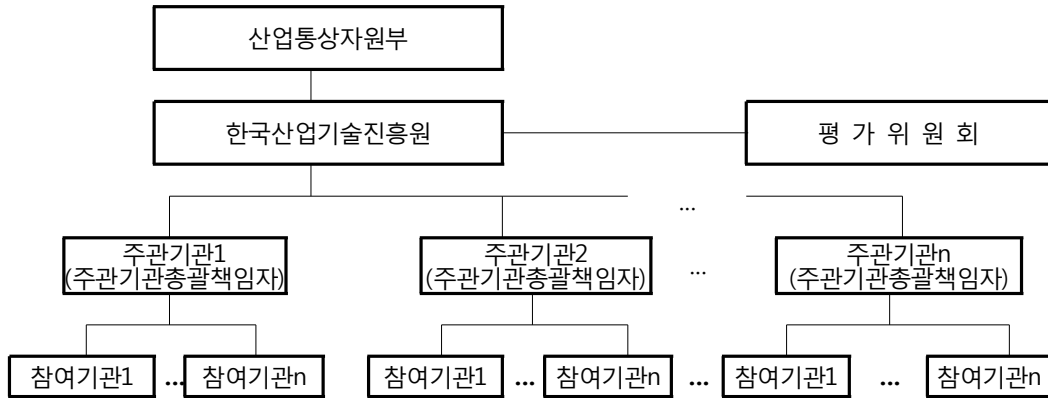 산업통상자원부
한국산업기술진흥원
평 가 위 원 회
...
주관기관1
(주관기관총괄책임자)
주관기관2
(주관기관총괄책임자)
...
주관기관n
(주관기관총괄책임자)
참여기관1 ... 참여기관n
참여기관1 ... 참여기관n ... 참여기관1 ... 참여기관n